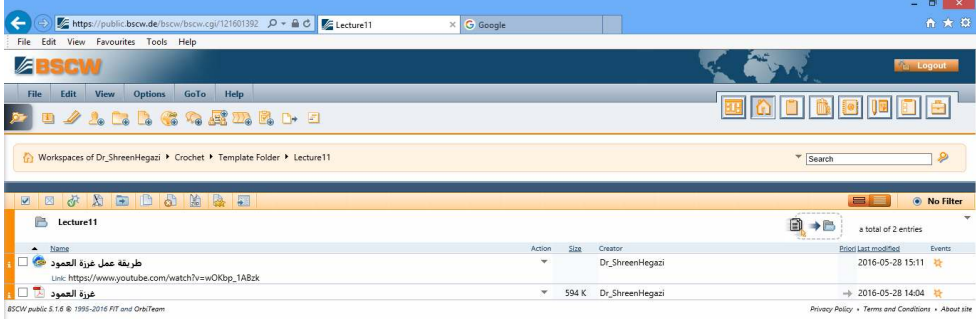 https://public.bscw.de/bscw/bscw.cgi/121601392
Lecture11
Google
File Edit View Favourites Tools Help
BSCW
Logout
File Edit View Options GoTo Help
Workspaces of Dr_ShreenHegazi Crochet Template Folder Lecture11
Search
No Filter
Lecture11
a total of 2 entries
Name Action Size Creator Priori Last modified Events
طريقة عمل غرزة العمود Dr_ShreenHegazi 2016-05-28 15:11
Link: https://www.youtube.com/watch?v=wOKbp_1ABzk
غرزة العمود 594 K Dr_ShreenHegazi 2016-05-28 14:04
BSCW public 5.1.6 © 1995-2016 FIT and OrbiTeam Privacy Policy • Terms and Conditions • About site